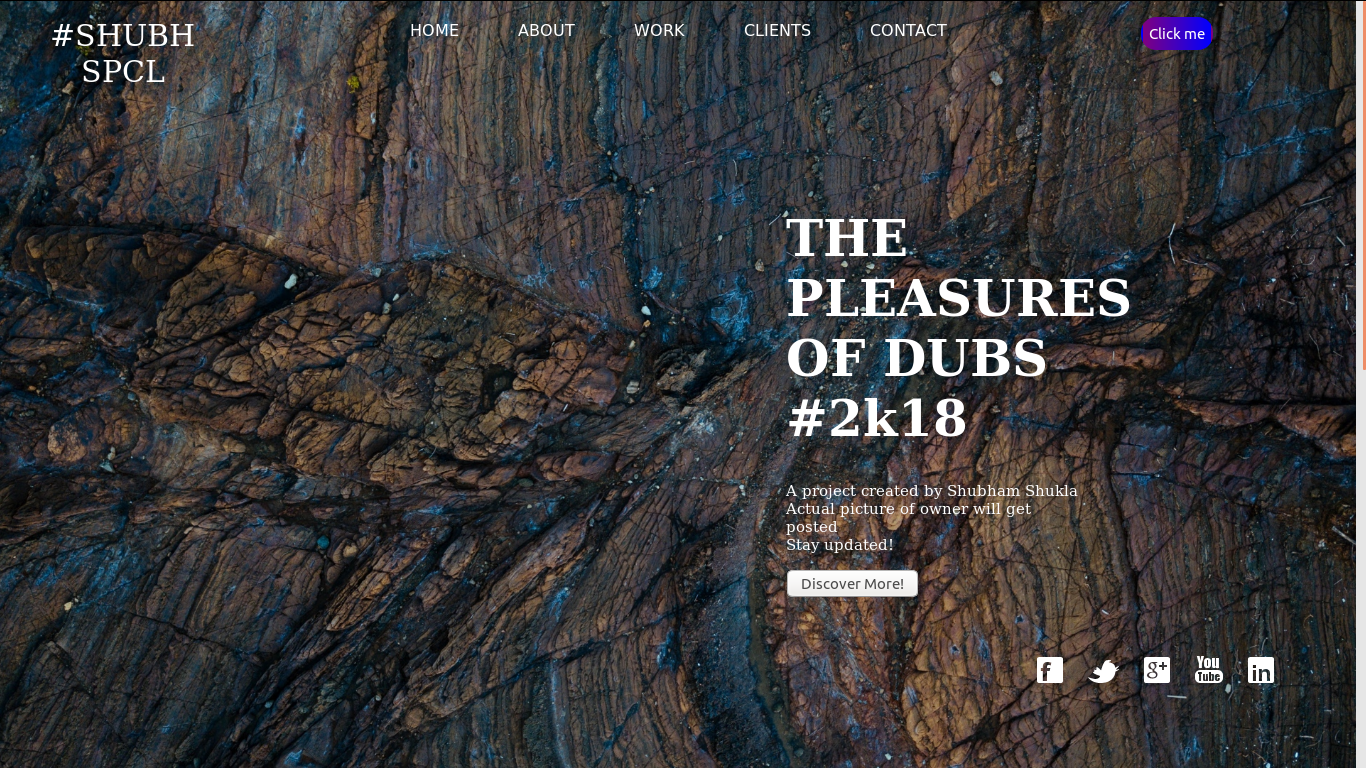 #SHUBH
SPCL
HOME ABOUT WORK CLIENTS CONTACT
Click me
THE
PLEASURES
OF DUBS
#2k18
A project created by Shubham Shukla
Actual picture of owner will get
posted
Stay updated!
Discover More!
f g+ You Tube in